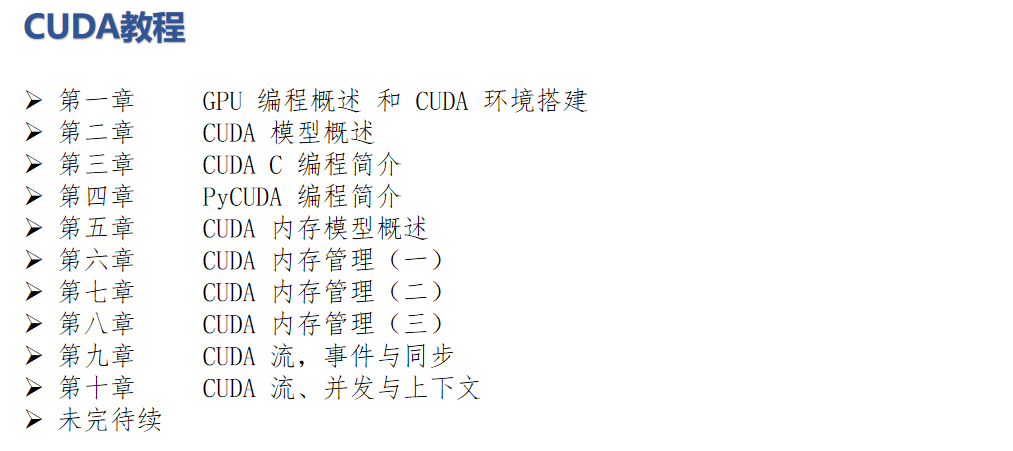 CUDA教程
➢ 第一章 GPU 编程概述 和 CUDA 环境搭建
➢ 第二章 CUDA 模型概述
➢ 第三章 CUDA C 编程简介
➢ 第四章 PyCUDA 编程简介
➢ 第五章 CUDA 内存模型概述
➢ 第六章 CUDA 内存管理（一）
➢ 第七章 CUDA 内存管理（二）
➢ 第八章 CUDA 内存管理（三）
➢ 第九章 CUDA 流，事件与同步
➢ 第十章 CUDA 流、并发与上下文
➢ 未完待续